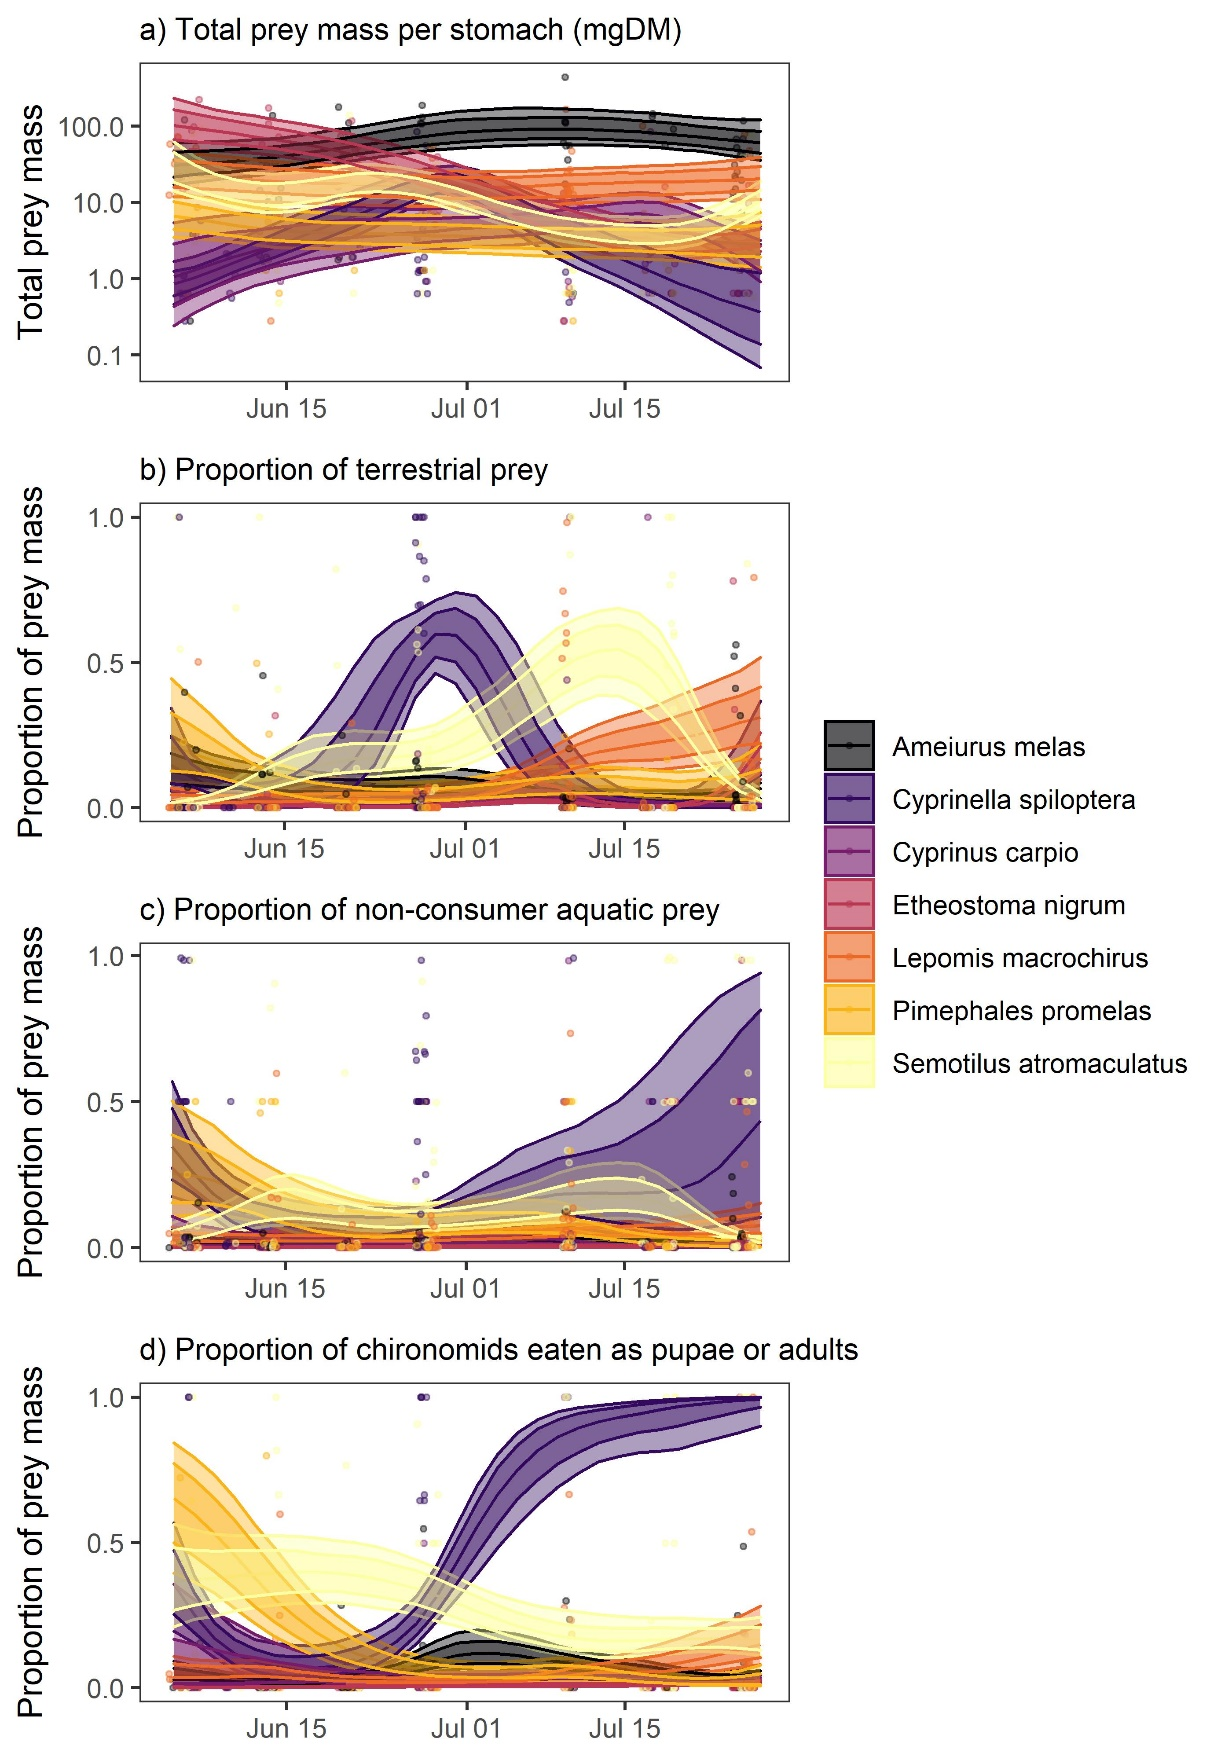 a) Total prey mass per stomach (mgDM)
Total prey mass
100.0
10.0
1.0
0.1
Jun 15
Jul 01
Jul 15
b) Proportion of terrestrial prey
Proportion of prey mass
1.0
0.5
0.0
Jun 15
Jul 01
Jul 15
Ameiurus melas
Cyprinella spiloptera
Cyprinus carpio
Etheostoma nigrum
Lepomis macrochirus
Pimephales promelas
Semotilus atromaculatus
c) Proportion of non-consumer aquatic prey
Proportion of prey mass
1.0
0.5
0.0
Jun 15
Jul 01
Jul 15
d) Proportion of chironomids eaten as pupae or adults
Proportion of prey mass
1.0
0.5
0.0
Jun 15
Jul 01
Jul 15